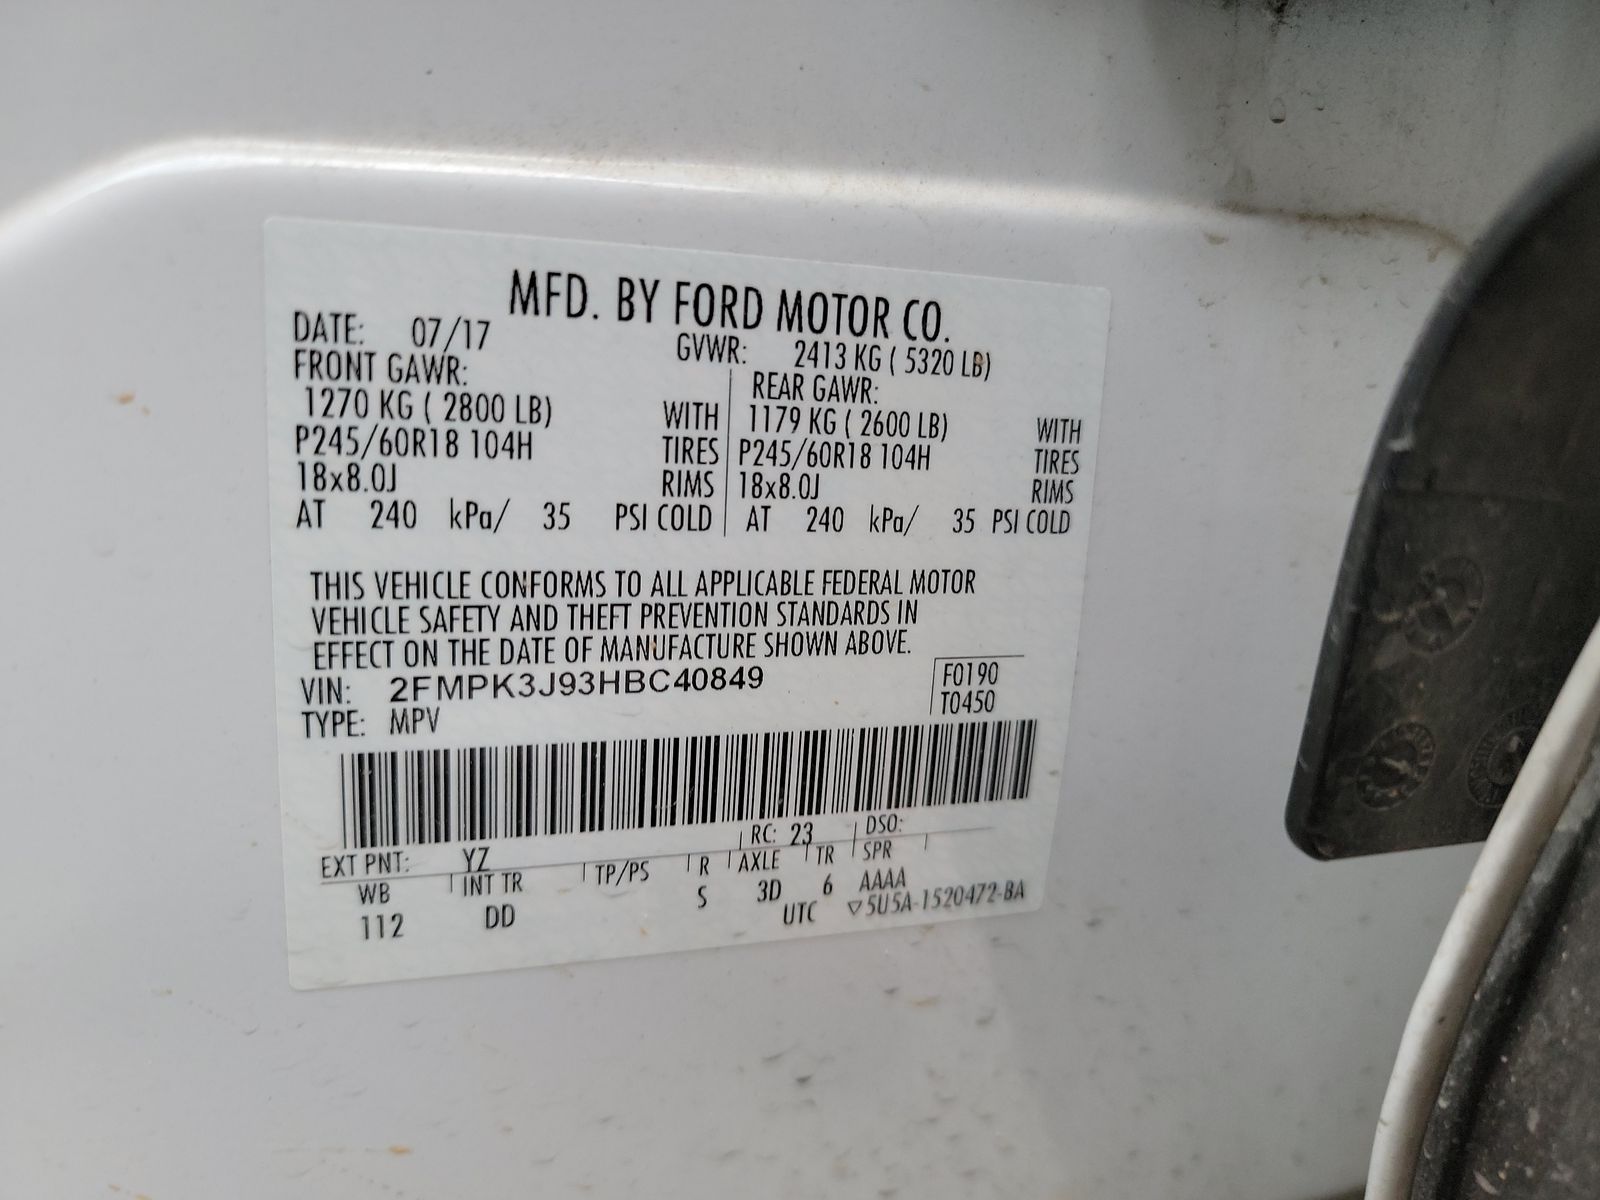 MFD. BY FORD MOTOR CO.
DATE: 07/17 GVWR: 2413 KG ( 5320 LB)
FRONT GAWR: REAR GAWR:
1270 KG ( 2800 LB) WITH 1179 KG ( 2600 LB) WITH
P245/60R18 104H TIRES P245/60R18 104H TIRES
18x8.0J RIMS 18x8.0J RIMS
AT 240 kPa/ 35 PSI COLD AT 240 kPa/ 35 PSI COLD
THIS VEHICLE CONFORMS TO ALL APPLICABLE FEDERAL MOTOR
VEHICLE SAFETY AND THEFT PREVENTION STANDARDS IN
EFFECT ON THE DATE OF MANUFACTURE SHOWN ABOVE.
VIN: 2FMPK3J93HBC40849 F0190
TYPE: MPV T0450
EXT PNT: YZ RC: 23 DSO:
WB INT TR TP/PS R AXLE TR SPR
112 DD S 3D 6 AAAA
UTC ▽5U5A-1520472-BA